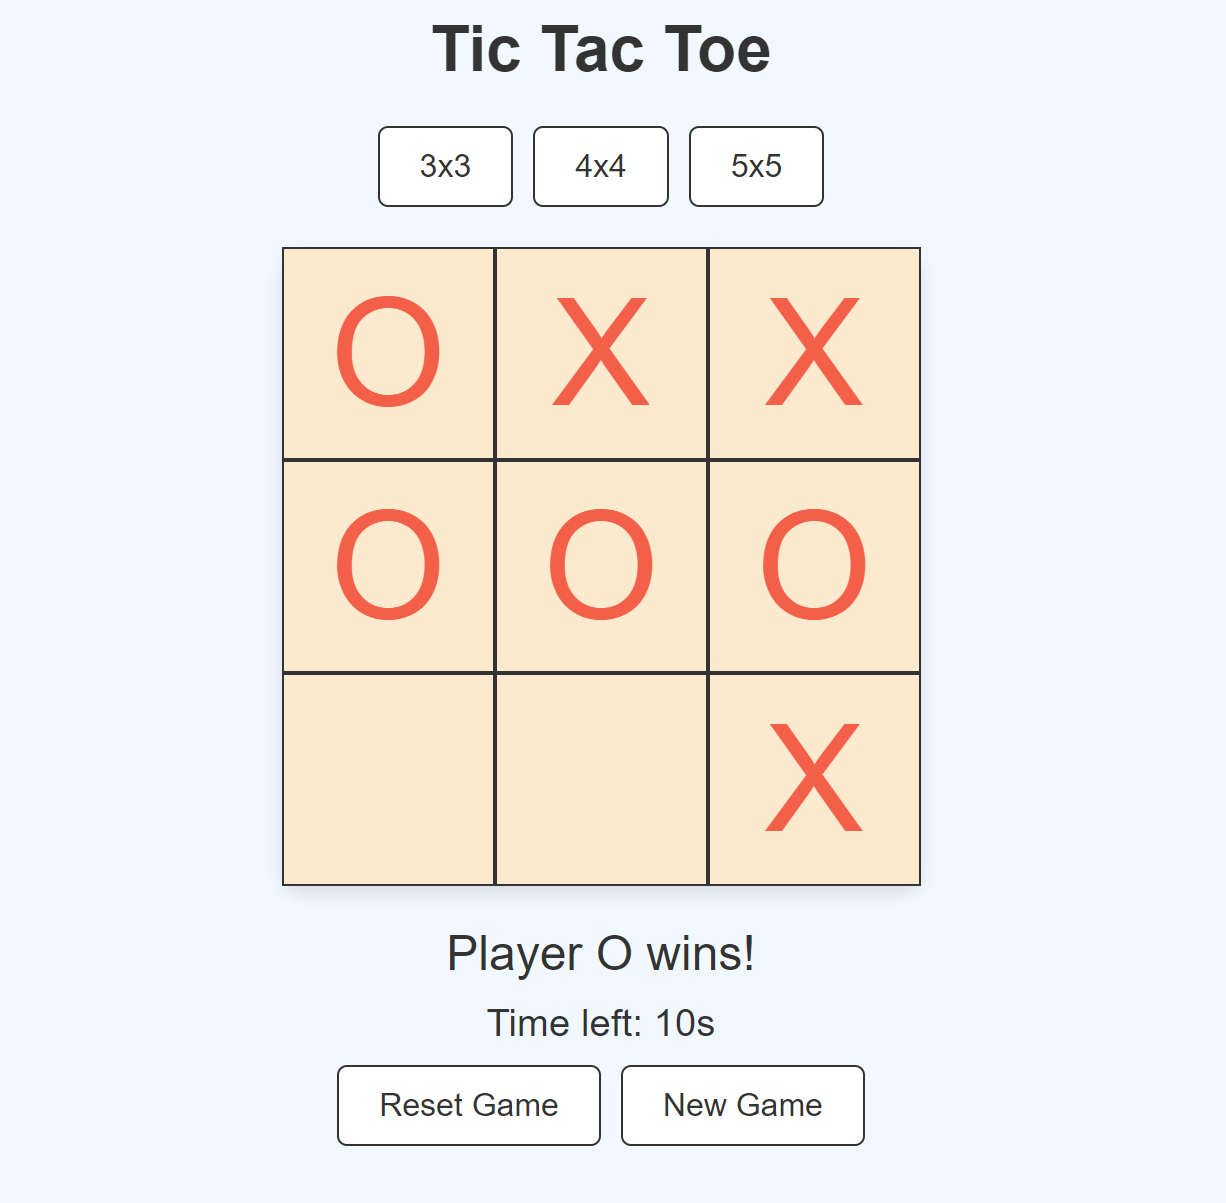 Tic Tac Toe
3x3 4x4 5x5
O X X
O O O
X
Player O wins!
Time left: 10s
Reset Game New Game